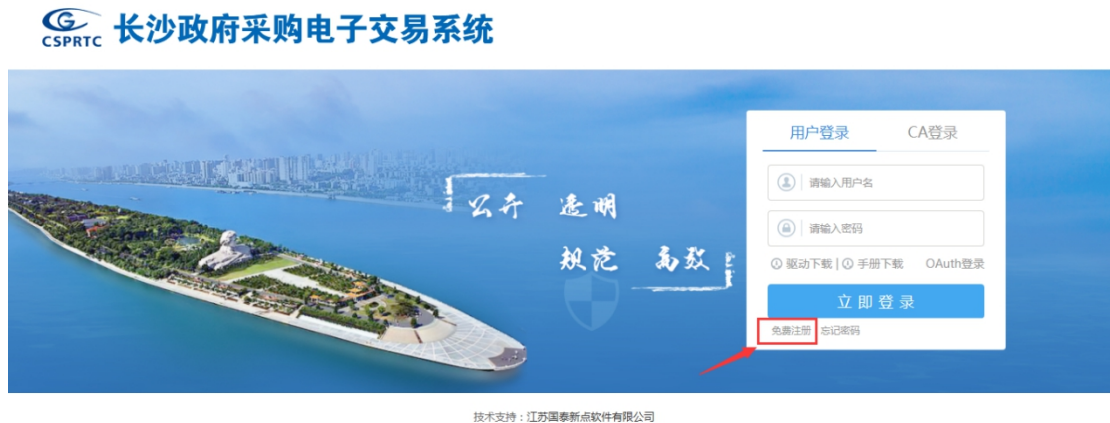 CSPRTC 长沙政府采购电子交易系统
用户登录 CA登录
请输入用户名
公开 透明
请输入密码
规范 高效
驱动下载 | 手册下载 OAuth登录
立即登录
免费注册 忘记密码
技术支持：江苏国泰新点软件有限公司